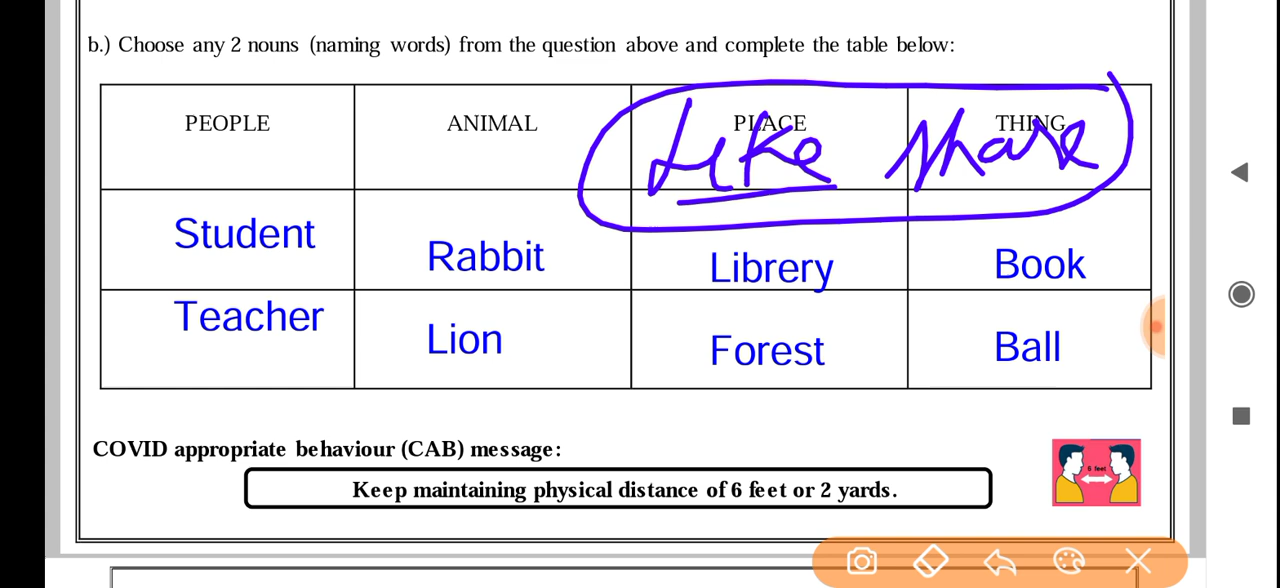 b.) Choose any 2 nouns (naming words) from the question above and complete the table below:
PEOPLE ANIMAL PLACE THING
Like Share
Student Rabbit Librery Book
Teacher Lion Forest Ball
COVID appropriate behaviour (CAB) message:
6 feet
Keep maintaining physical distance of 6 feet or 2 yards.